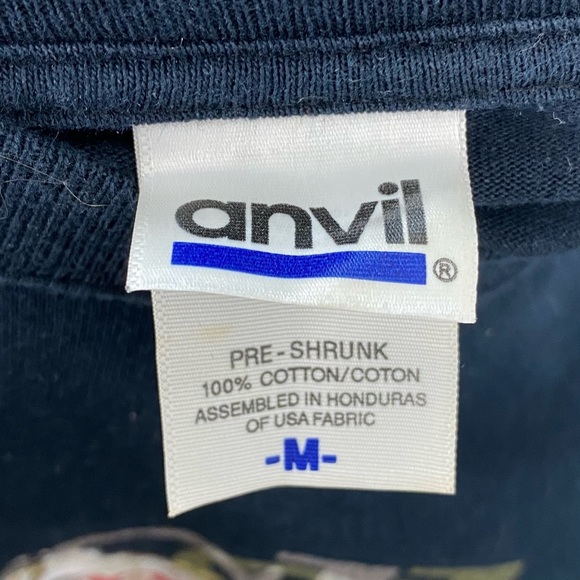 anvil
®
PRE-SHRUNK
100% COTTON/COTON
ASSEMBLED IN HONDURAS
OF USA FABRIC
-M-